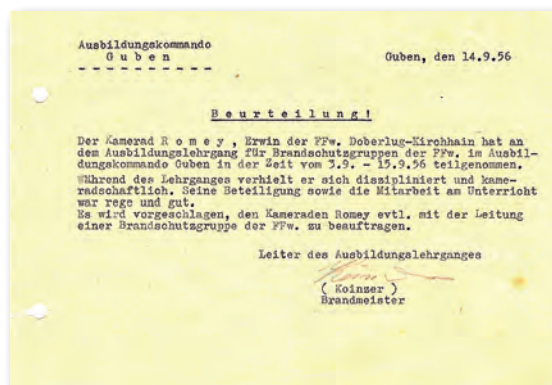 Ausbildungskommando
G u b e n
Guben, den 14.9.56
B e u r t e i l u n g !
Der Kamerad R o m e y , Erwin der FFw. Doberlug-Kirchhain hat an
dem Ausbildungslehrgang für Brandschutzgruppen der FFw. im Ausbil-
dungskommando Guben in der Zeit vom 3.9. - 15.9.56 teilgenommen.
Während des Lehrganges verhielt er sich diszipliniert und kame-
radschaftlich. Seine Beteiligung sowie die Mitarbeit am Unterricht
war rege und gut.
Es wird vorgeschlagen, den Kameraden Romey evtl. mit der Leitung
einer Brandschutzgruppe der FFw. zu beauftragen.
Leiter des Ausbildungslehrganges
( Koinzer )
Brandmeister